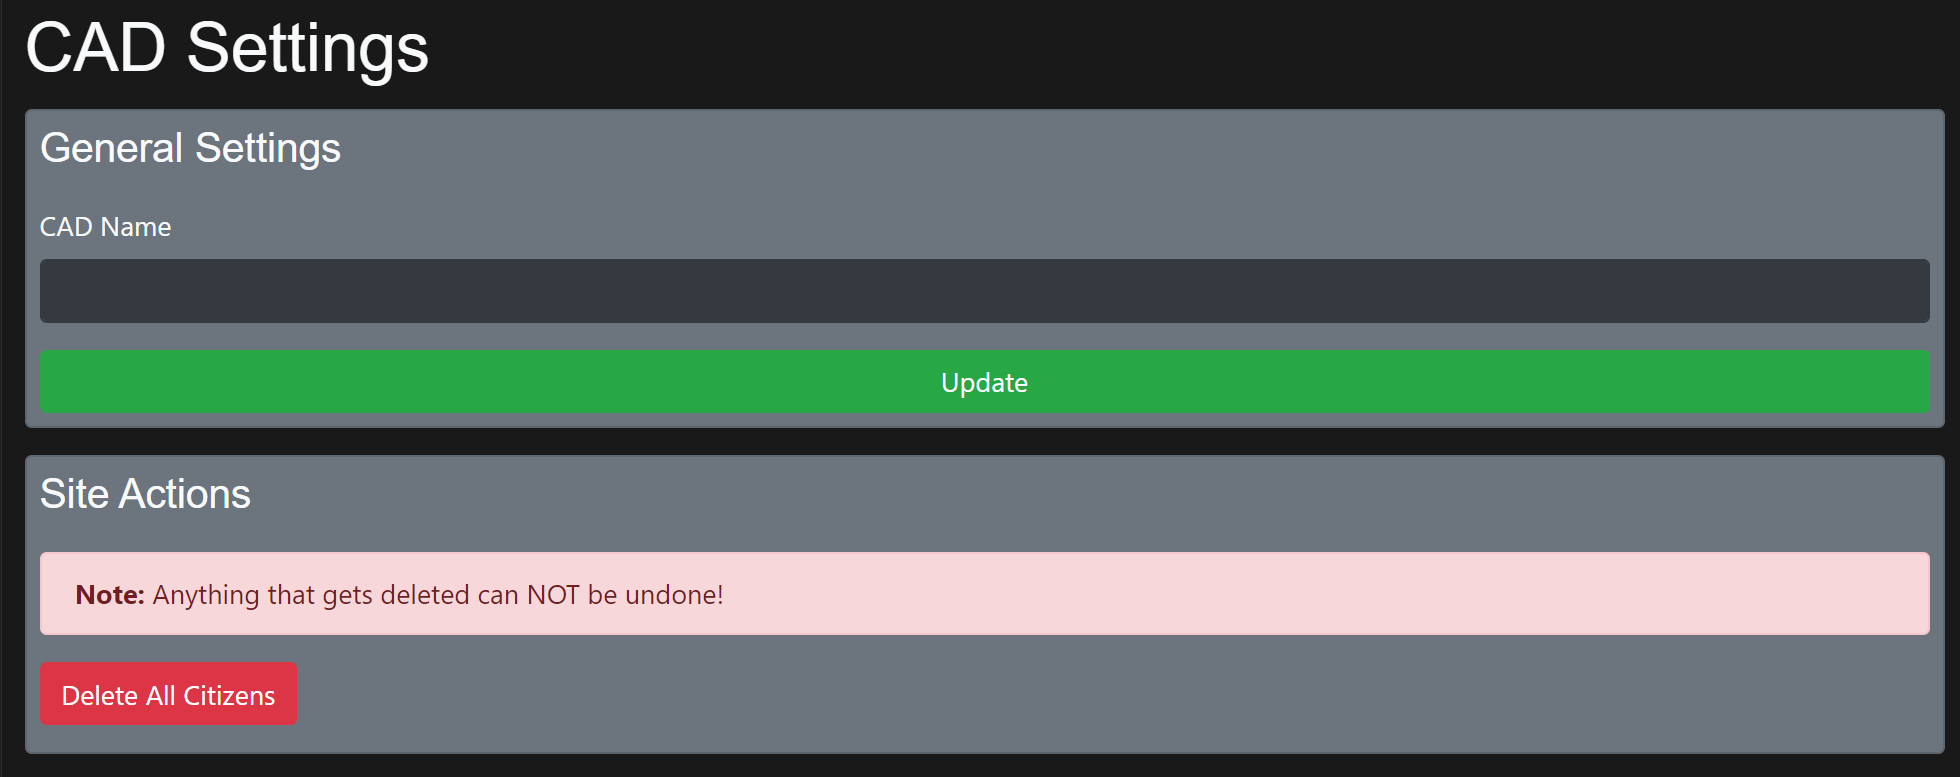 CAD Settings
General Settings
CAD Name
Update
Site Actions
Note: Anything that gets deleted can NOT be undone!
Delete All Citizens